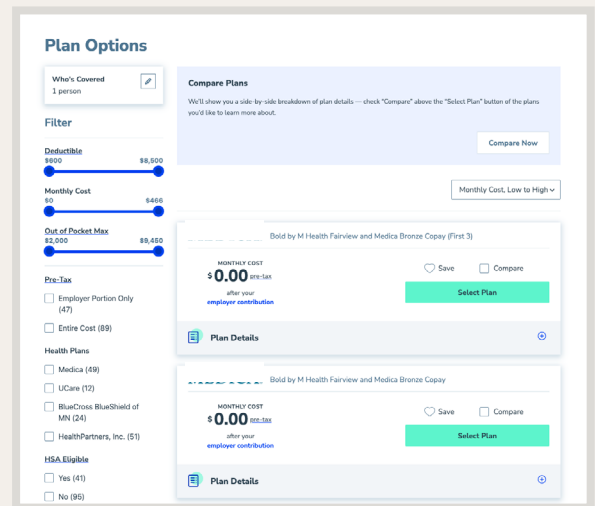 Plan Options
Who's Covered
1 person
Filter
Deductible
$600 $8,500
Monthly Cost
$0 $466
Out of Pocket Max
$2,000 $9,450
Pre-Tax
Employer Portion Only
(47)
Entire Cost (89)
Health Plans
Medica (49)
UCare (12)
BlueCross BlueShield of
MN (24)
HealthPartners, Inc. (51)
HSA Eligible
Yes (41)
No (95)
Compare Plans
We'll show you a side-by-side breakdown of plan details — check "Compare" above the "Select Plan" button of the plans
you'd like to learn more about.
Compare Now
Monthly Cost, Low to High
Bold by M Health Fairview and Medica Bronze Copay (First 3)
MONTHLY COST
$0.00 pre-tax
after your
employer contribution
Save Compare
Select Plan
Plan Details
Bold by M Health Fairview and Medica Bronze Copay
MONTHLY COST
$0.00 pre-tax
after your
employer contribution
Save Compare
Select Plan
Plan Details